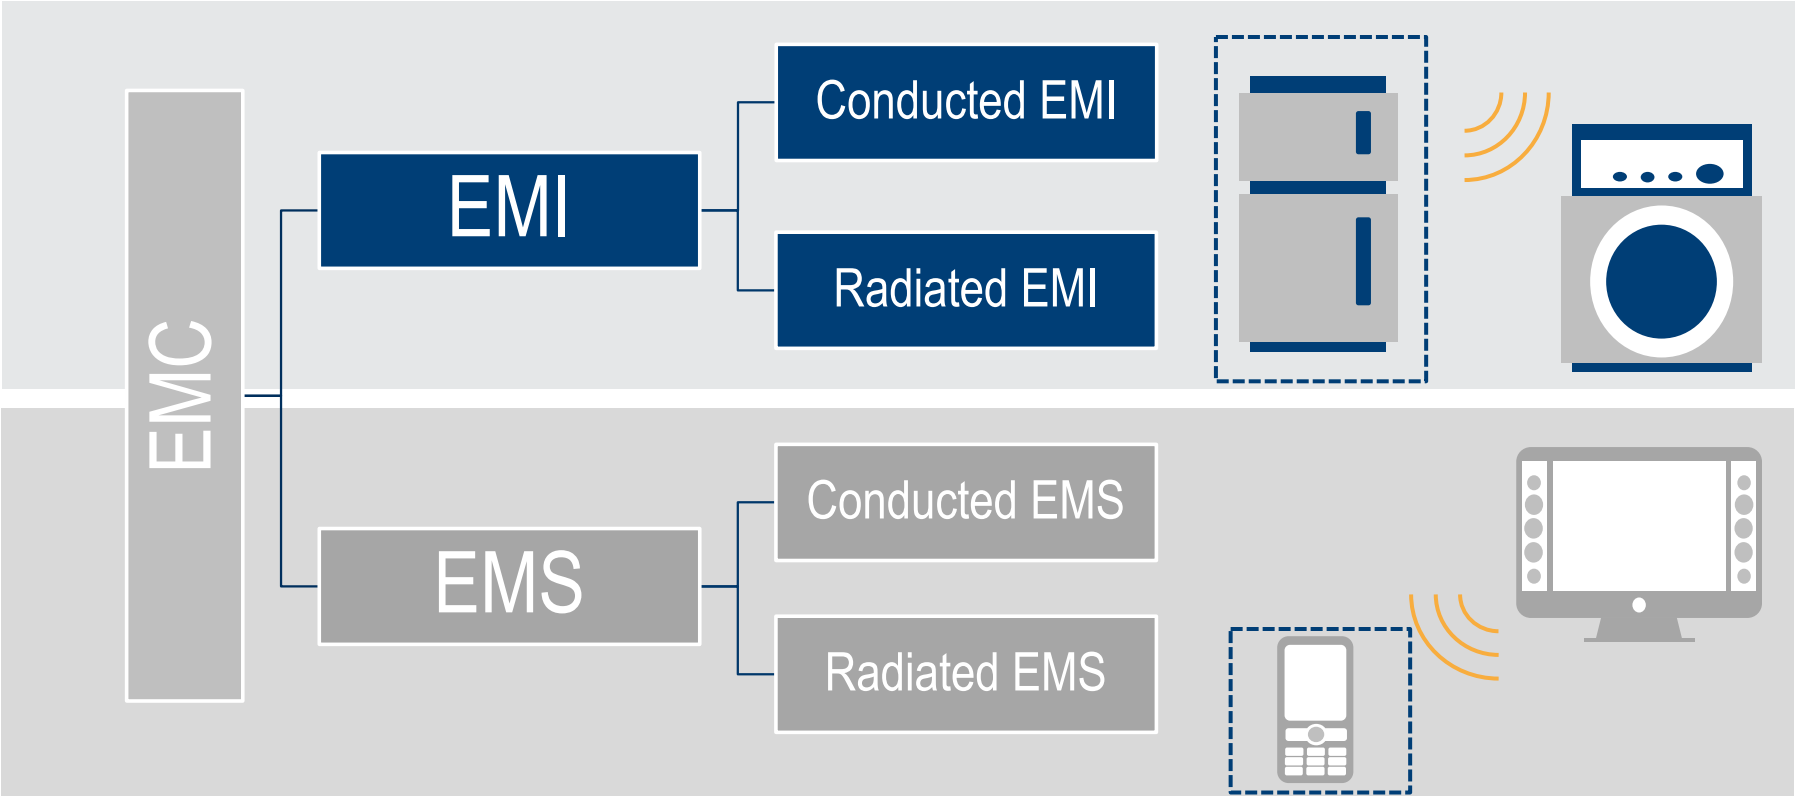 EMC
EMI
Conducted EMI
Radiated EMI
EMS
Conducted EMS
Radiated EMS